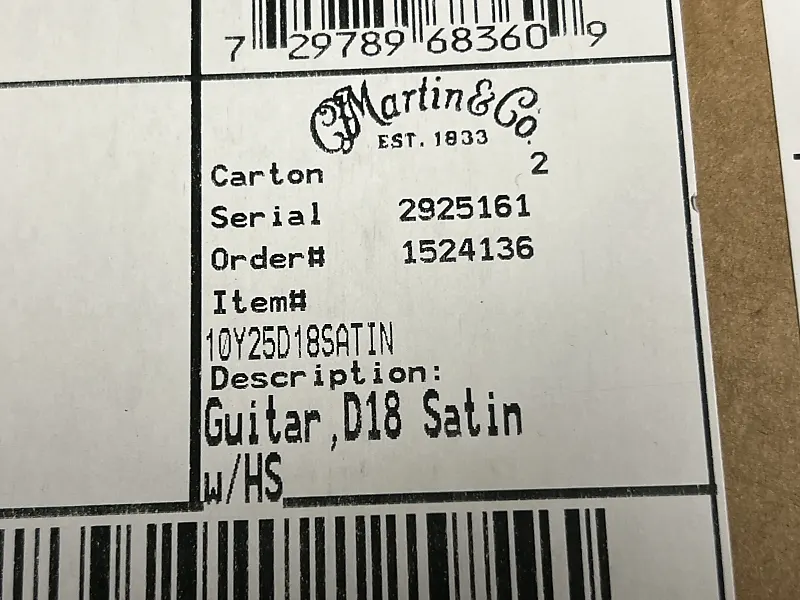 7 29789 68360 9
CFMartin & Co.
EST. 1833
Carton 2
Serial 2925161
Order# 1524136
Item#
10Y25D18SATIN
Description:
Guitar,D18 Satin
w/HS